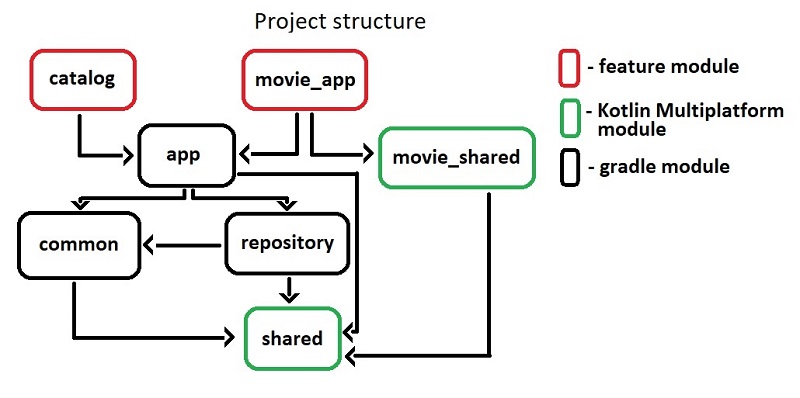 Project structure
catalog
movie_app
app
movie_shared
common
repository
shared
- feature module
- Kotlin Multiplatform
module
- gradle module